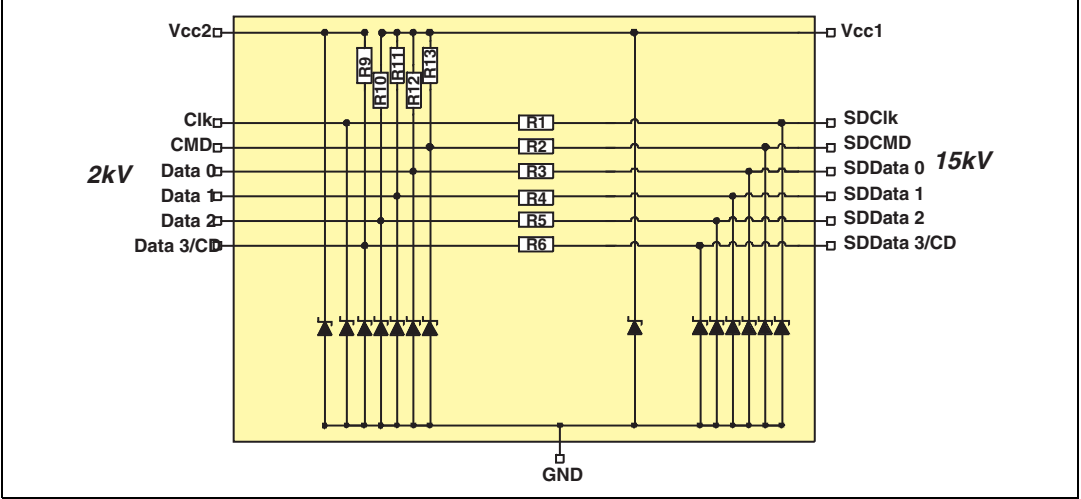 Vcc2
Vcc1
R9
R10
R11
R12
R13
Clk
R1
SDClk
CMD
R2
SDCMD
2kV
Data 0
R3
SDData 0
15kV
Data 1
R4
SDData 1
Data 2
R5
SDData 2
Data 3/CD
R6
SDData 3/CD
GND